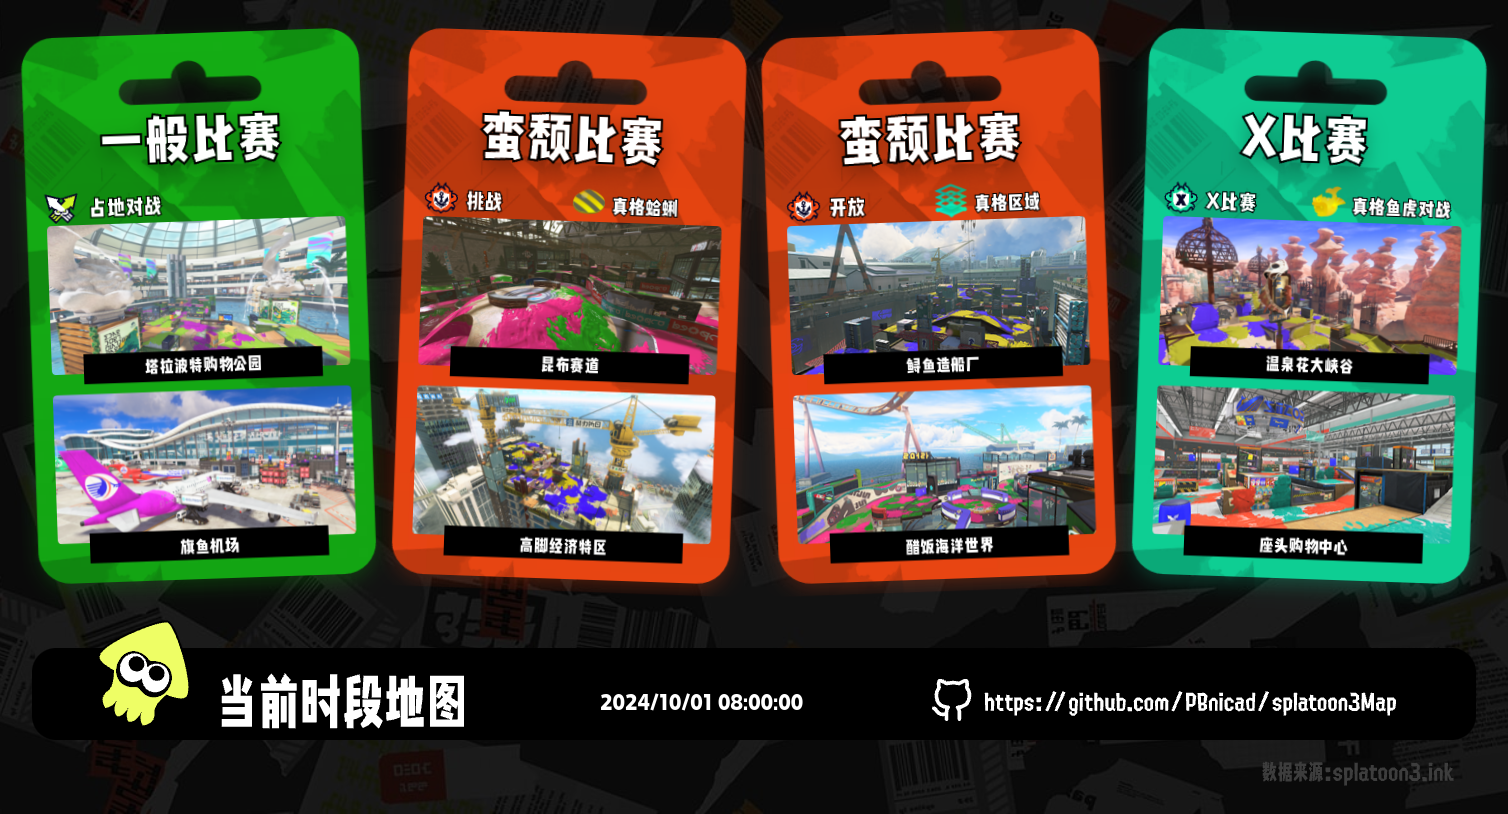 一般比赛
占地对战
塔拉波特购物公园
旗鱼机场
蛮颓比赛
挑战
真格蛤蜊
昆布赛道
高脚经济特区
蛮颓比赛
开放
真格区域
鲟鱼造船厂
醋饭海洋世界
X比赛
X比赛
真格鱼虎对战
温泉花大峡谷
座头购物中心
当前时段地图
2024/10/01 08:00:00
https://github.com/PBnicad/splatoon3Map
数据来源:splatoon3.ink